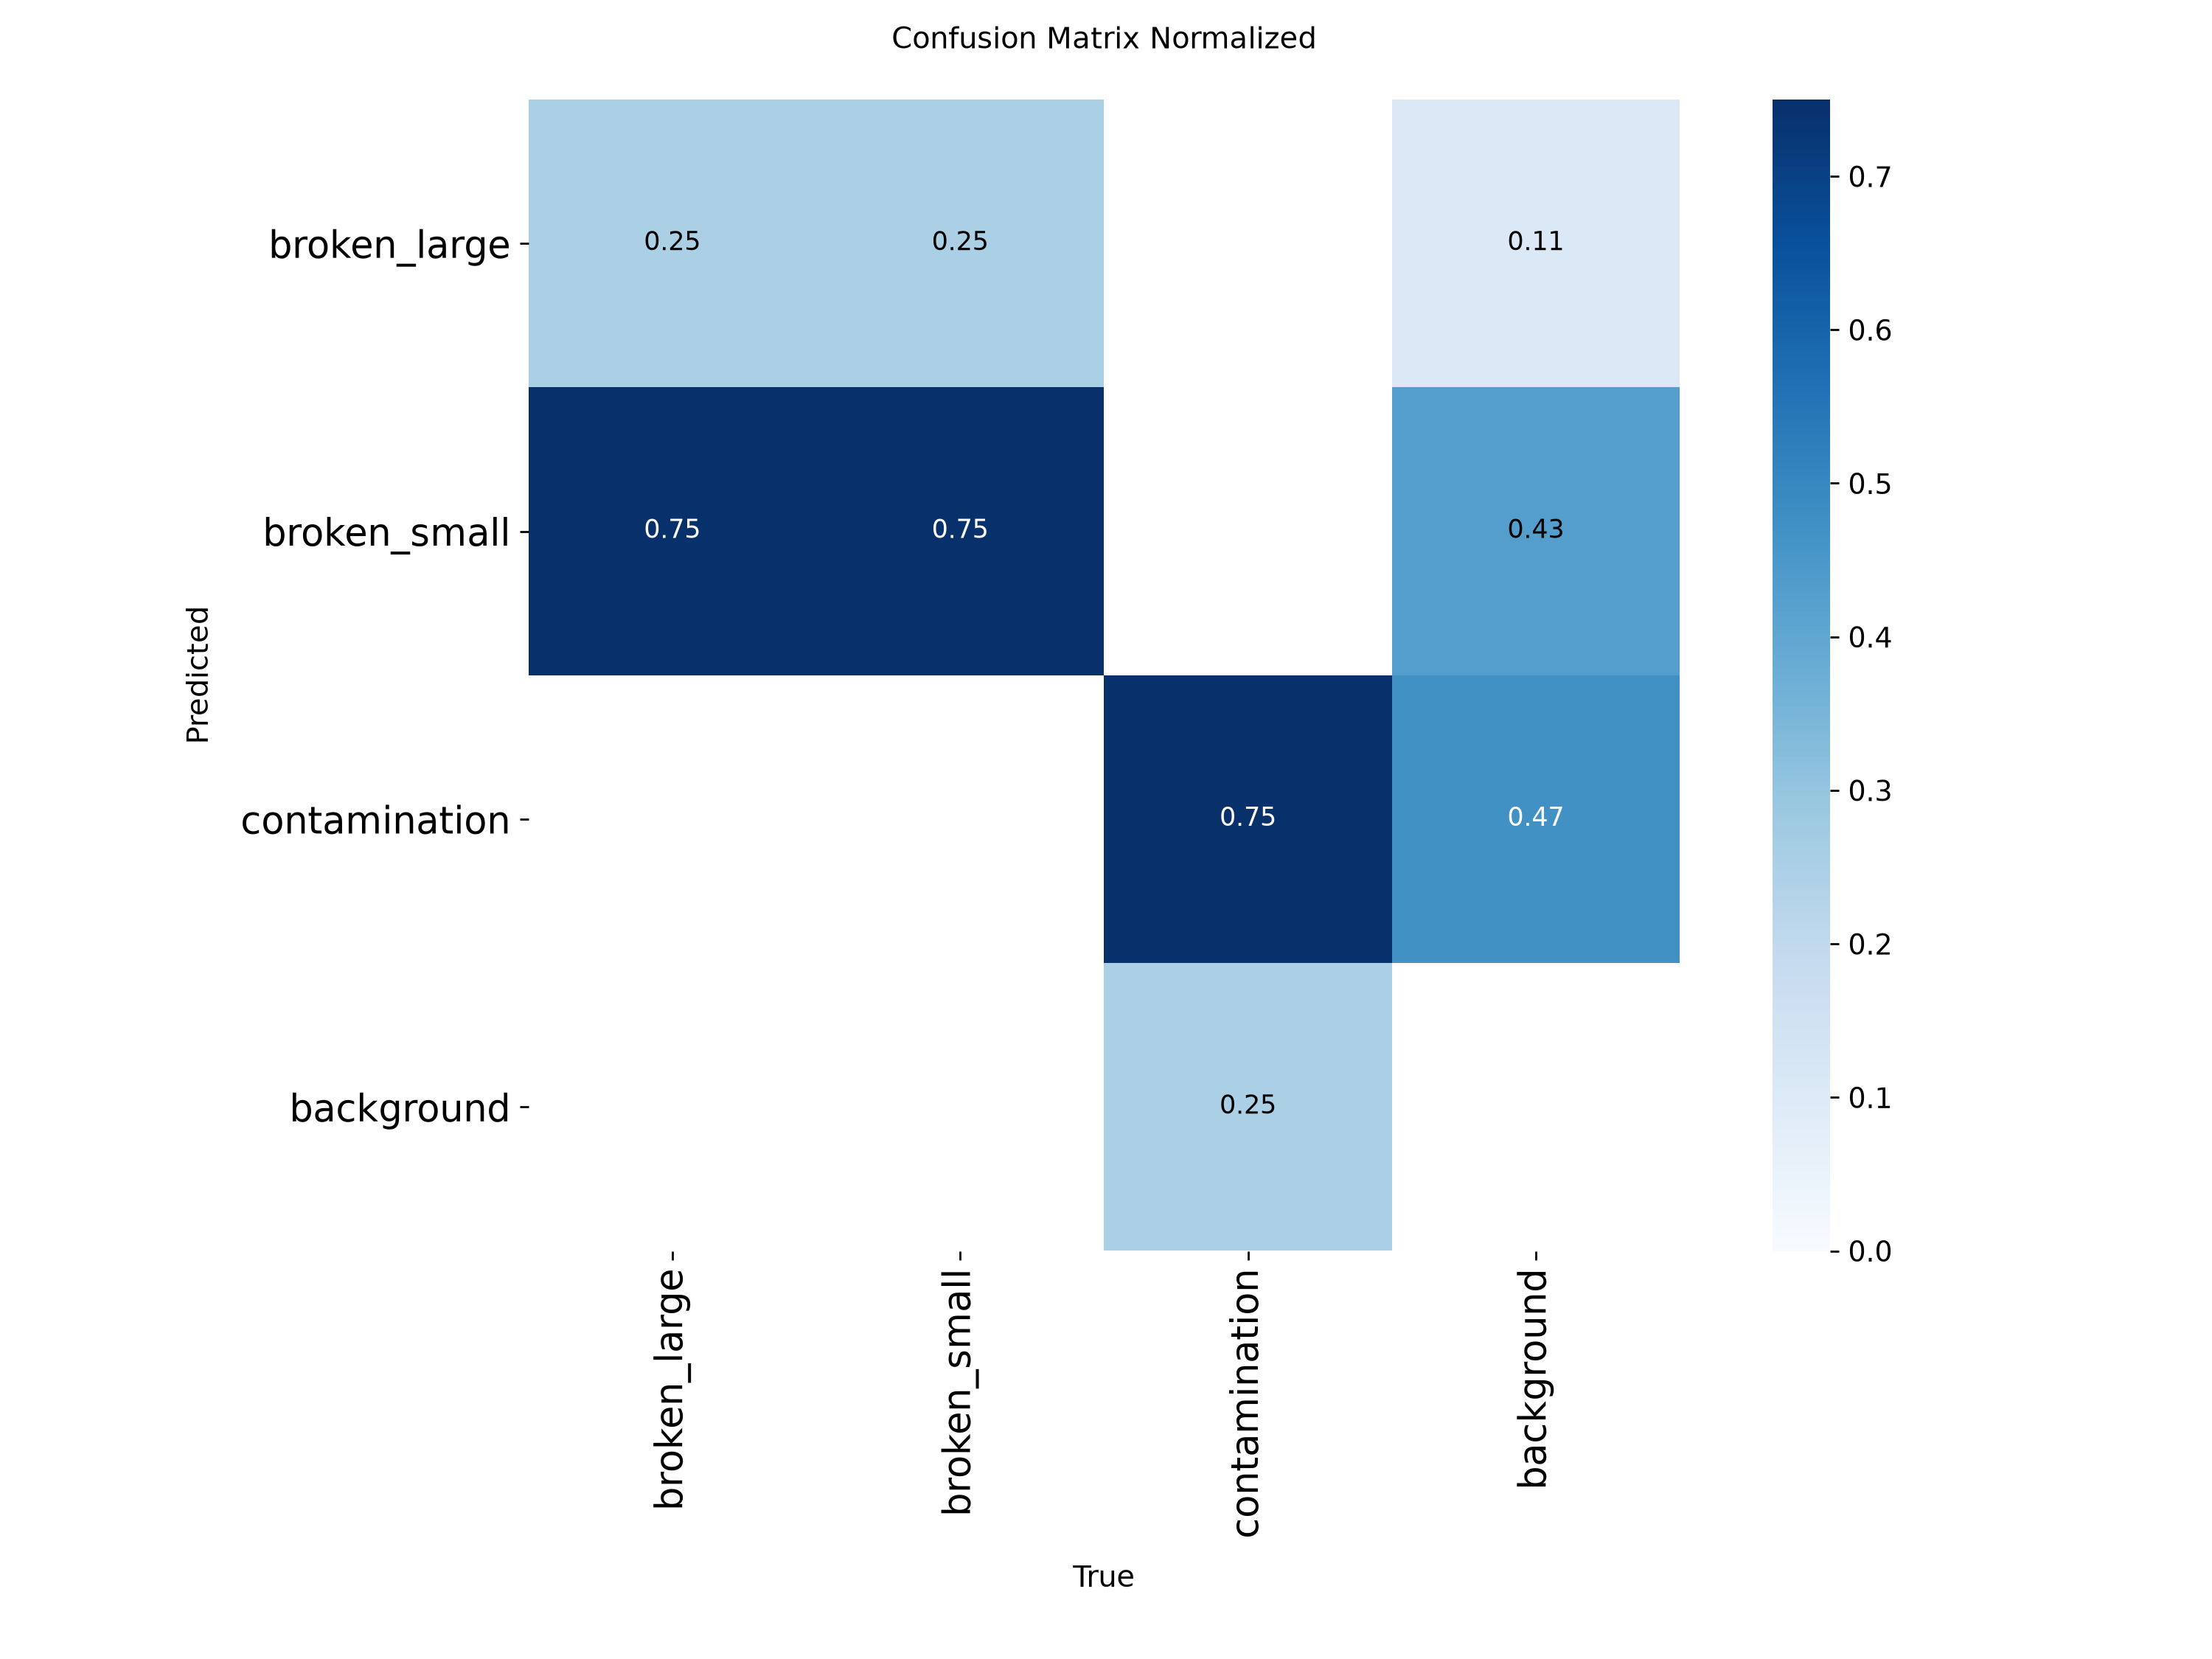 Confusion Matrix Normalized
broken_large
0.25
0.25
0.11
broken_small
0.75
0.75
0.43
contamination
0.75
0.47
background
0.25
Predicted
broken_large
broken_small
contamination
background
True
0.7
0.6
0.5
0.4
0.3
0.2
0.1
0.0